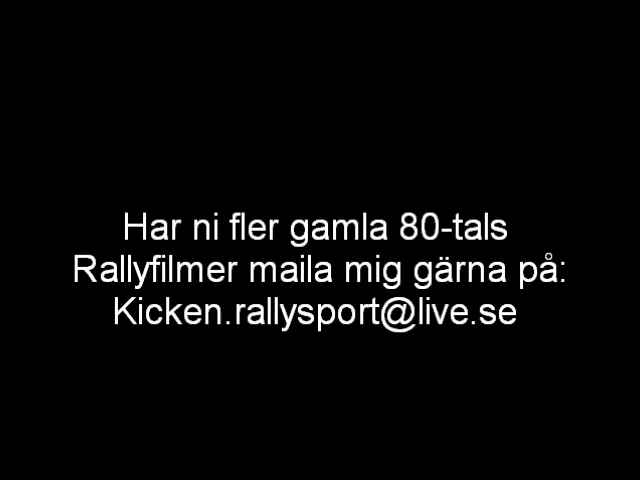 Har ni fler gamla 80-tals
Rallyfilmer maila mig gärna på:
Kicken.rallysport@live.se